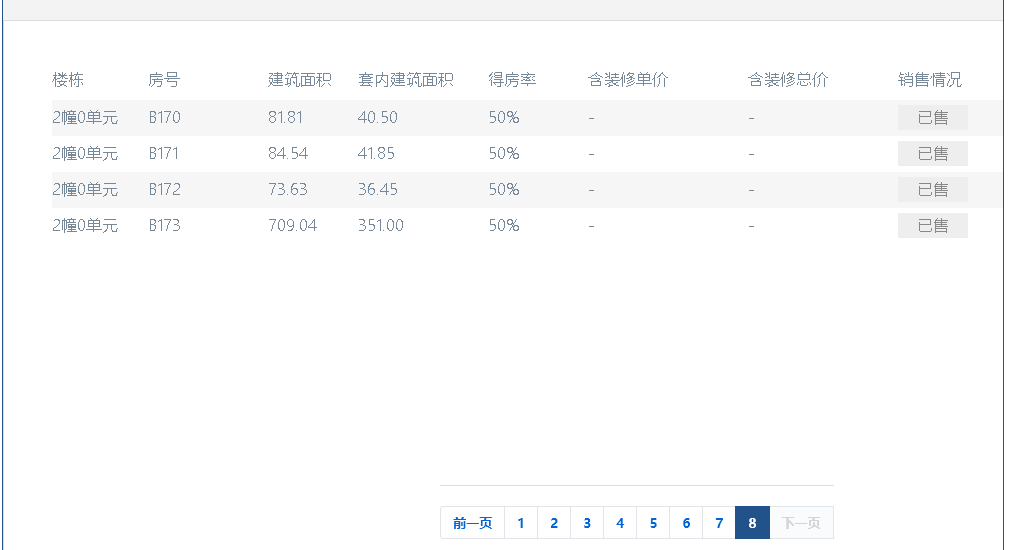 楼栋 房号 建筑面积 套内建筑面积 得房率 含装修单价 含装修总价 销售情况
2幢0单元 B170 81.81 40.50 50% - - 已售
2幢0单元 B171 84.54 41.85 50% - - 已售
2幢0单元 B172 73.63 36.45 50% - - 已售
2幢0单元 B173 709.04 351.00 50% - - 已售
前一页 1 2 3 4 5 6 7 8 下一页